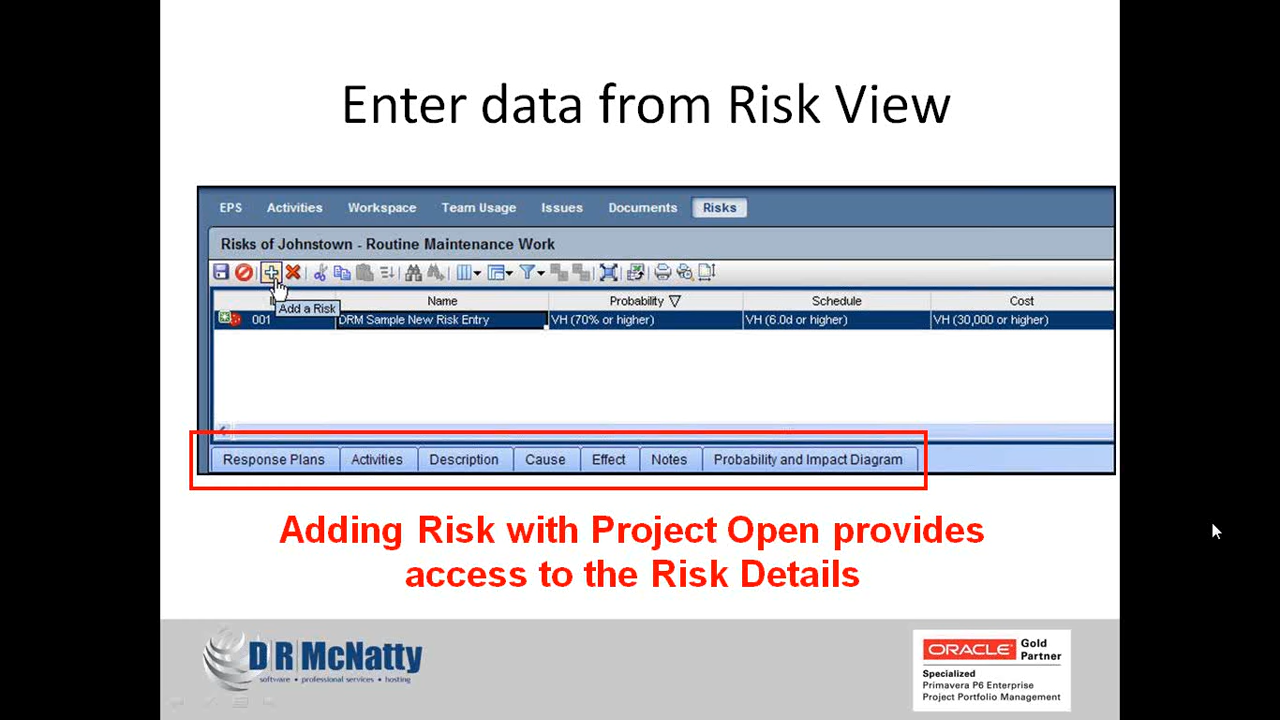 Enter data from Risk View
EPS Activities Workspace Team Usage Issues Documents Risks
Risks of Johnstown - Routine Maintenance Work
Name Probability Schedule Cost
Add a Risk
001 DRM Sample New Risk Entry VH (70% or higher) VH (6.0d or higher) VH (30,000 or higher)
Response Plans Activities Description Cause Effect Notes Probability and Impact Diagram
Adding Risk with Project Open provides
access to the Risk Details
D R McNatty
software • professional services • hosting
ORACLE Gold
Partner
Specialized
Primavera P6 Enterprise
Project Portfolio Management